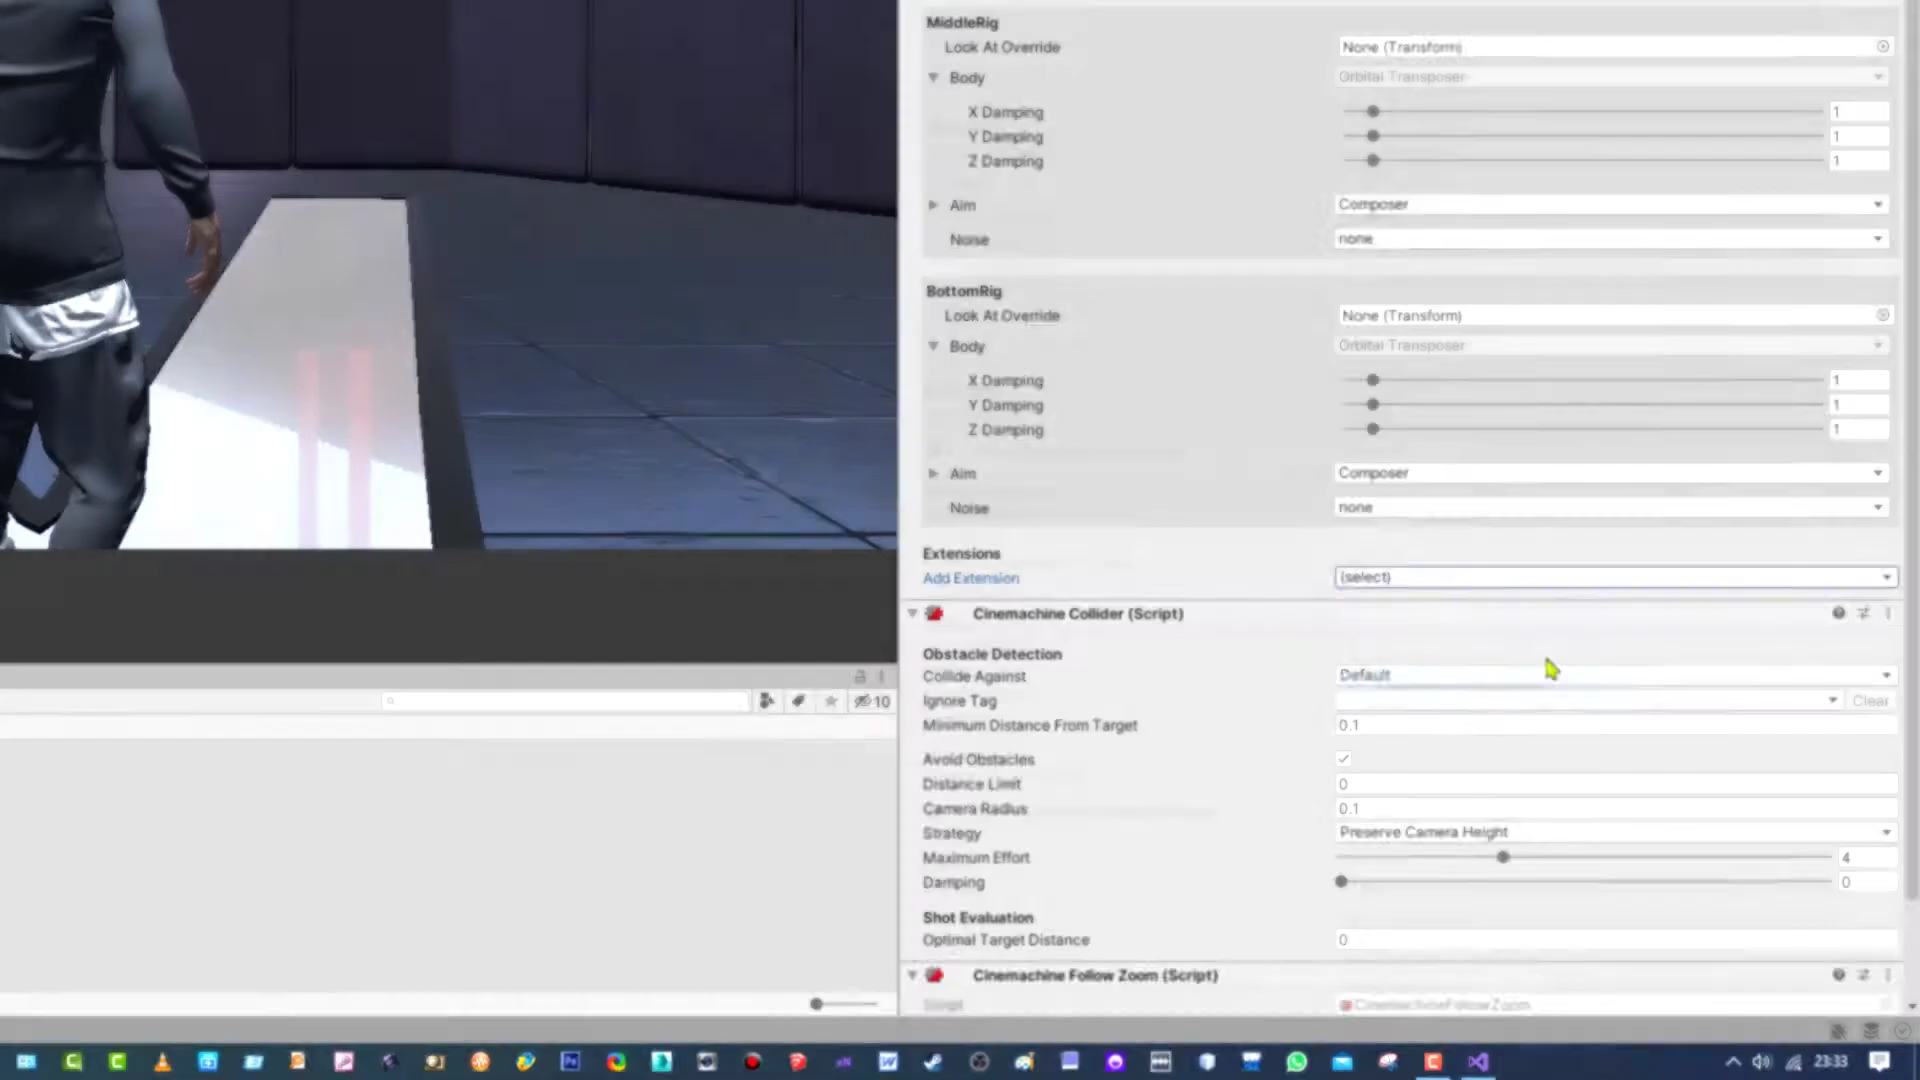 MiddleRig
Look At Override None (Transform)
Body Orbital Transposer
X Damping 1
Y Damping 1
Z Damping 1
Aim Composer
Noise none
BottomRig
Look At Override None (Transform)
Body Orbital Transposer
X Damping 1
Y Damping 1
Z Damping 1
Aim Composer
Noise none
Extensions
Add Extension (select)
Cinemachine Collider (Script)
Obstacle Detection
Collide Against Default
Ignore Tag Clear
Minimum Distance From Target 0.1
10
Avoid Obstacles
Distance Limit 0
Camera Radius 0.1
Strategy Preserve Camera Height
Maximum Effort 4
Damping 0
Shot Evaluation
Optimal Target Distance 0
Cinemachine Follow Zoom (Script)
Script CinemachineFollowZoom
23:33